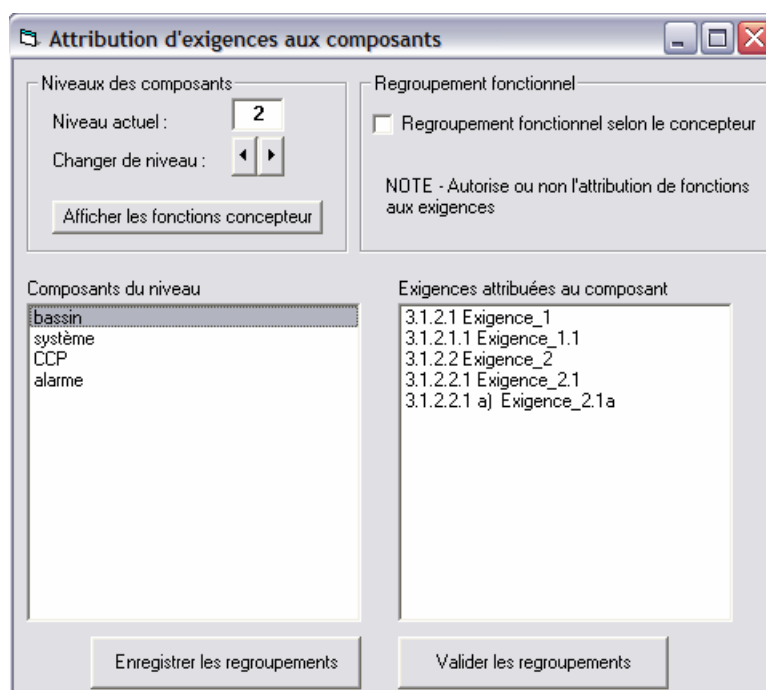 Attribution d'exigences aux composants
Niveaux des composants
Niveau actuel :
2
Changer de niveau :
Afficher les fonctions concepteur
Regroupement fonctionnel
Regroupement fonctionnel selon le concepteur
NOTE - Autorise ou non l'attribution de fonctions
aux exigences
Composants du niveau
bassin
système
CCP
alarme
Exigences attribuées au composant
3.1.2.1 Exigence_1
3.1.2.1.1 Exigence_1.1
3.1.2.2 Exigence_2
3.1.2.2.1 Exigence_2.1
3.1.2.2.1 a) Exigence_2.1a
Enregistrer les regroupements
Valider les regroupements